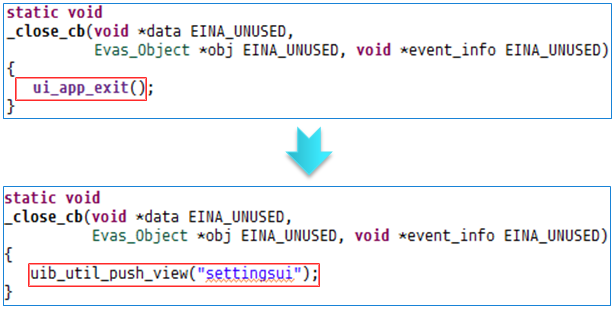 static void
_close_cb(void *data EINA_UNUSED,
Evas_Object *obj EINA_UNUSED, void *event_info EINA_UNUSED)
{
ui_app_exit();
}
static void
_close_cb(void *data EINA_UNUSED,
Evas_Object *obj EINA_UNUSED, void *event_info EINA_UNUSED)
{
uib_util_push_view("settingsui");
}